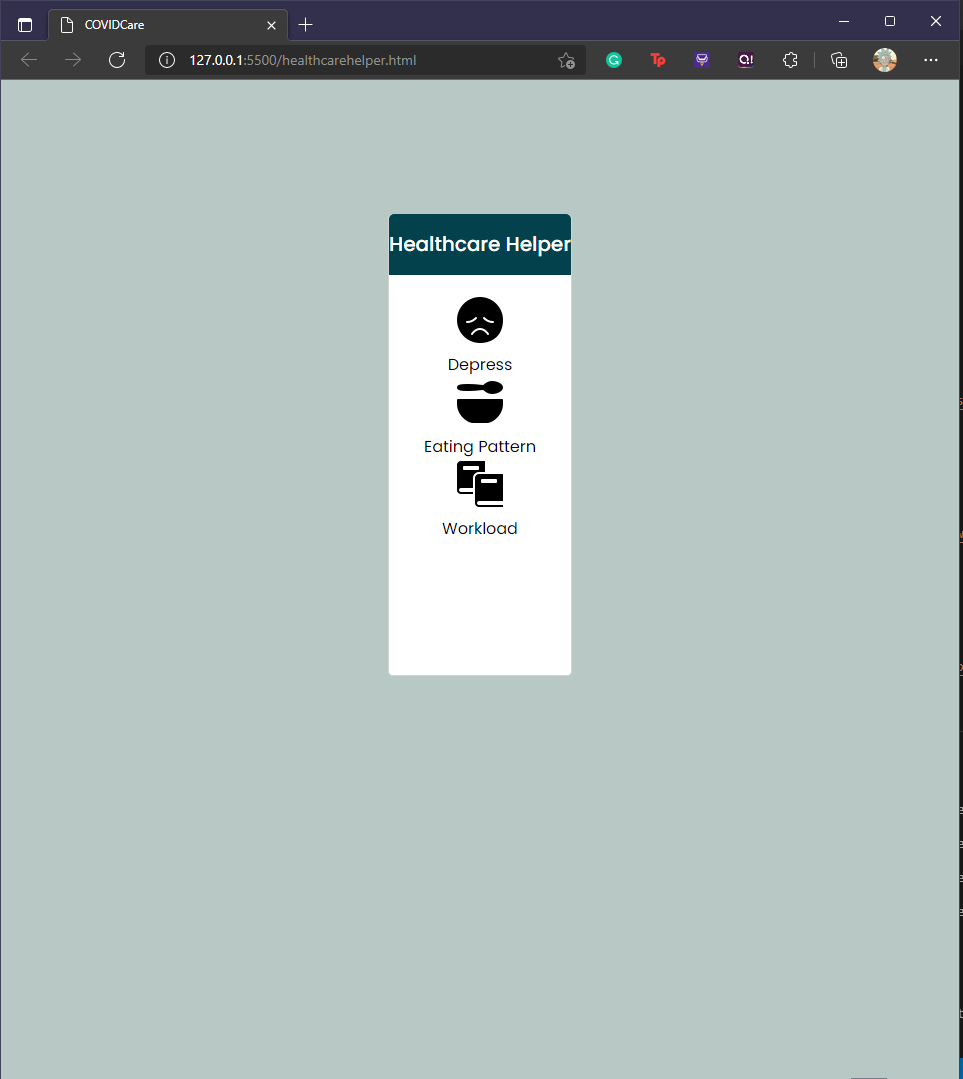 COVIDCare
127.0.0.1:5500/healthcarehelper.html
Healthcare Helper
Depress
Eating Pattern
Workload